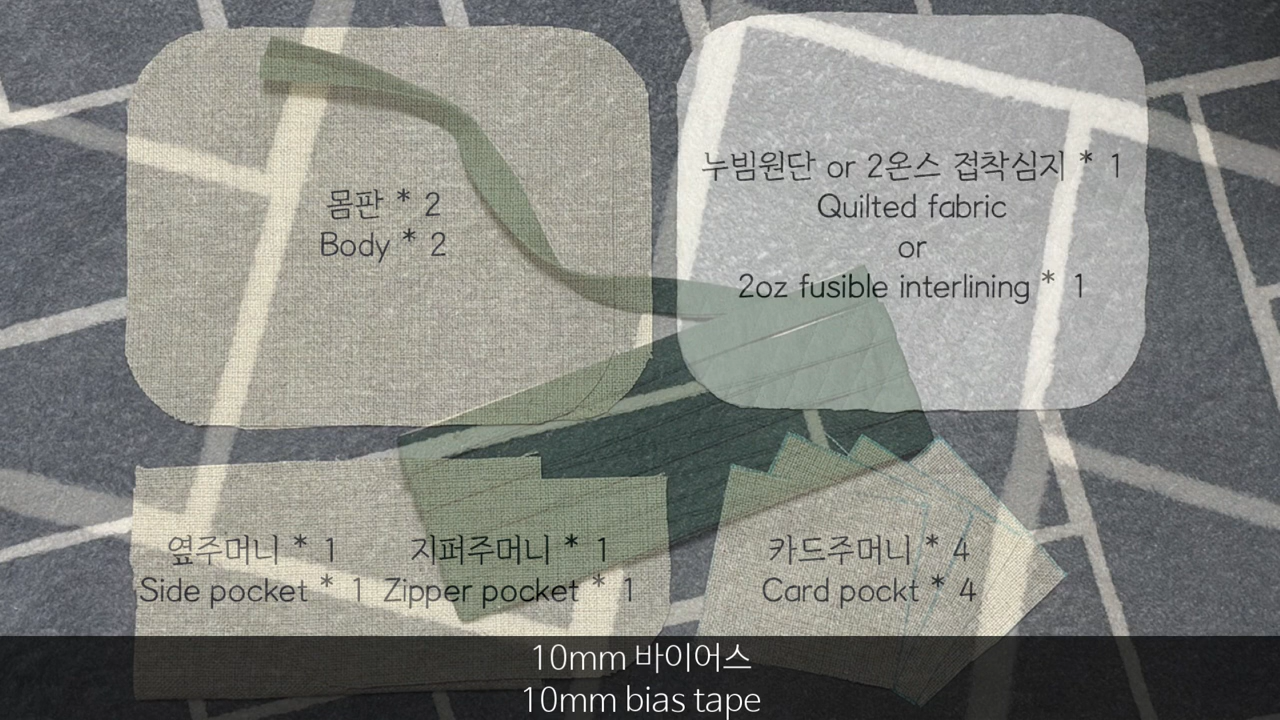 몸판 * 2
Body * 2
누빔원단 or 2온스 접착심지 * 1
Quilted fabric
or
2oz fusible interlining * 1
옆주머니 * 1
Side pocket * 1
지퍼주머니 * 1
Zipper pocket * 1
카드주머니 * 4
Card pockt * 4
10mm 바이어스
10mm bias tape